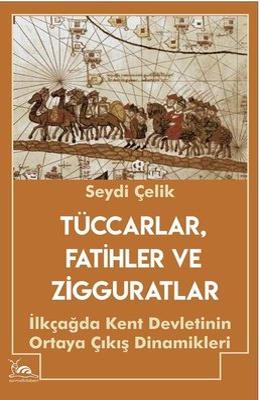 Seydi Çelik
TÜCCARLAR,
FATİHLER VE
ZİGGURATLAR
İlkçağda Kent Devletinin
Ortaya Çıkış Dinamikleri